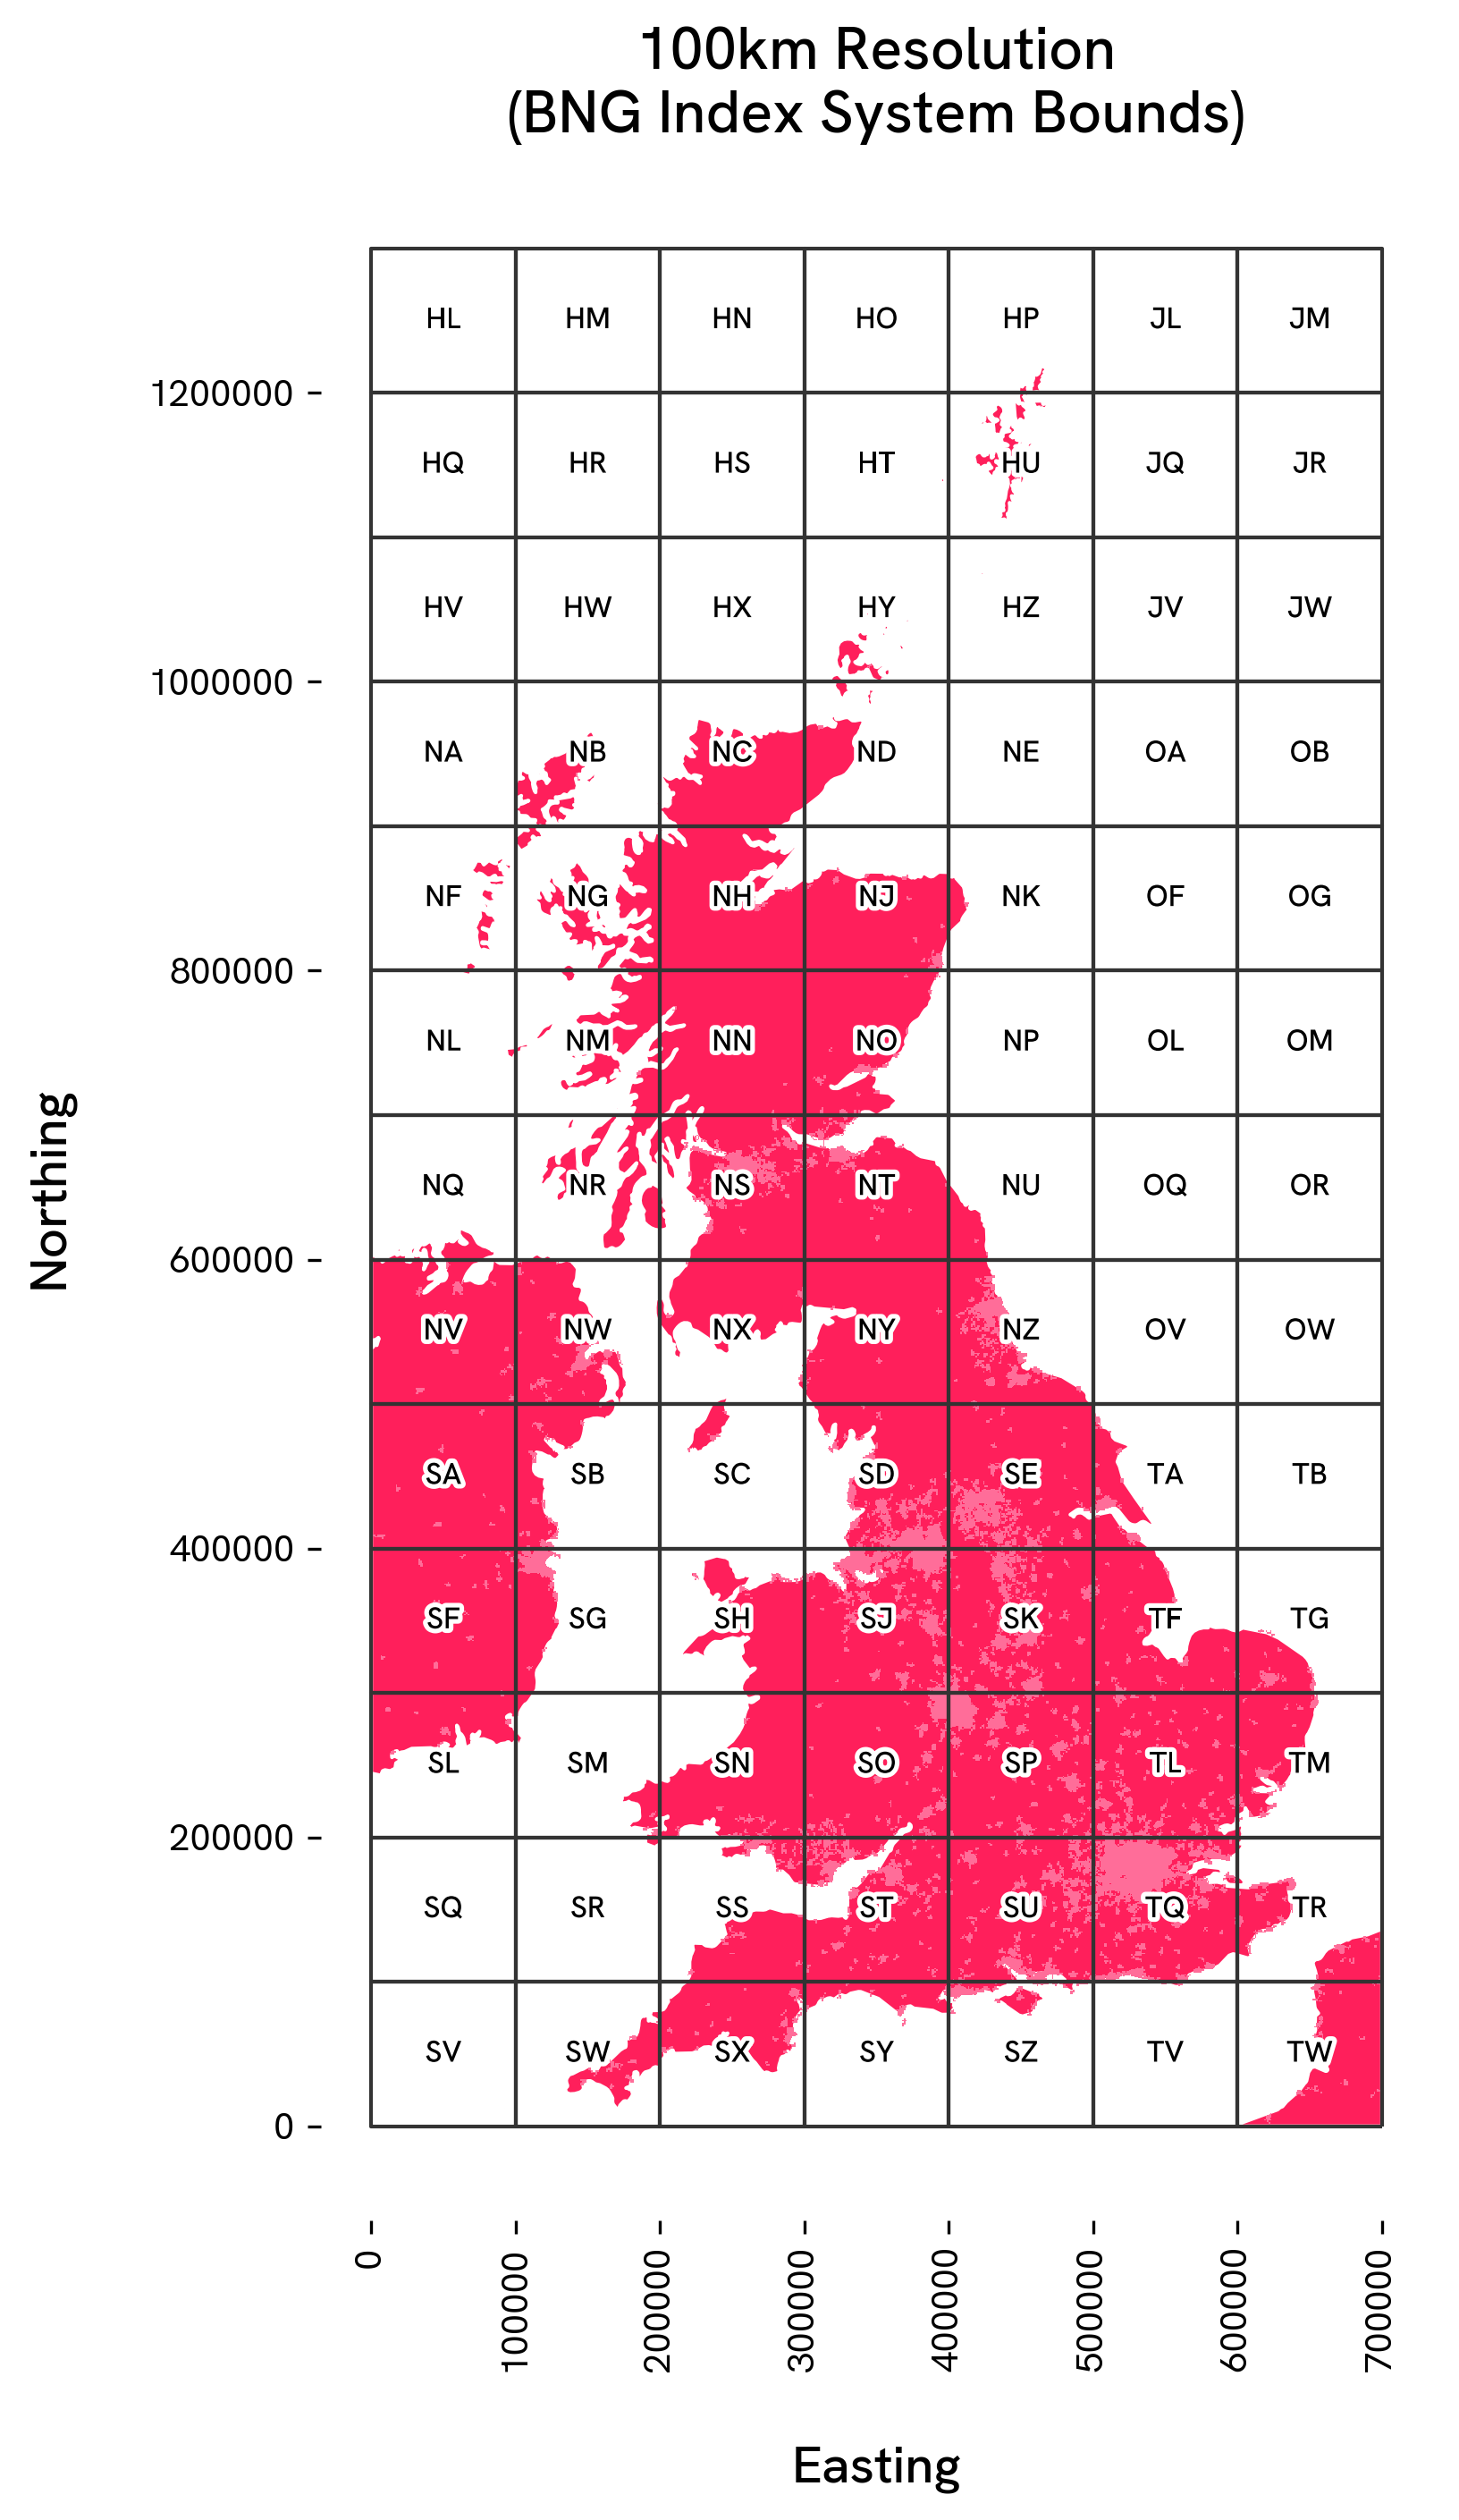 100km Resolution
(BNG Index System Bounds)
HL HM HN HO HP JL JM
1200000
HQ HR HS HT HU JQ JR
HV HW HX HY HZ JV JW
1000000
NA NB NC ND NE OA OB
NF NG NH NJ NK OF OG
800000
NL NM NN NO NP OL OM
Northing
NQ NR NS NT NU OQ OR
600000
NV NW NX NY NZ OV OW
SA SB SC SD SE TA TB
400000
SF SG SH SJ SK TF TG
SL SM SN SO SP TL TM
200000
SQ SR SS ST SU TQ TR
SV SW SX SY SZ TV TW
0
0 100000 200000 300000 400000 500000 600000 700000
Easting